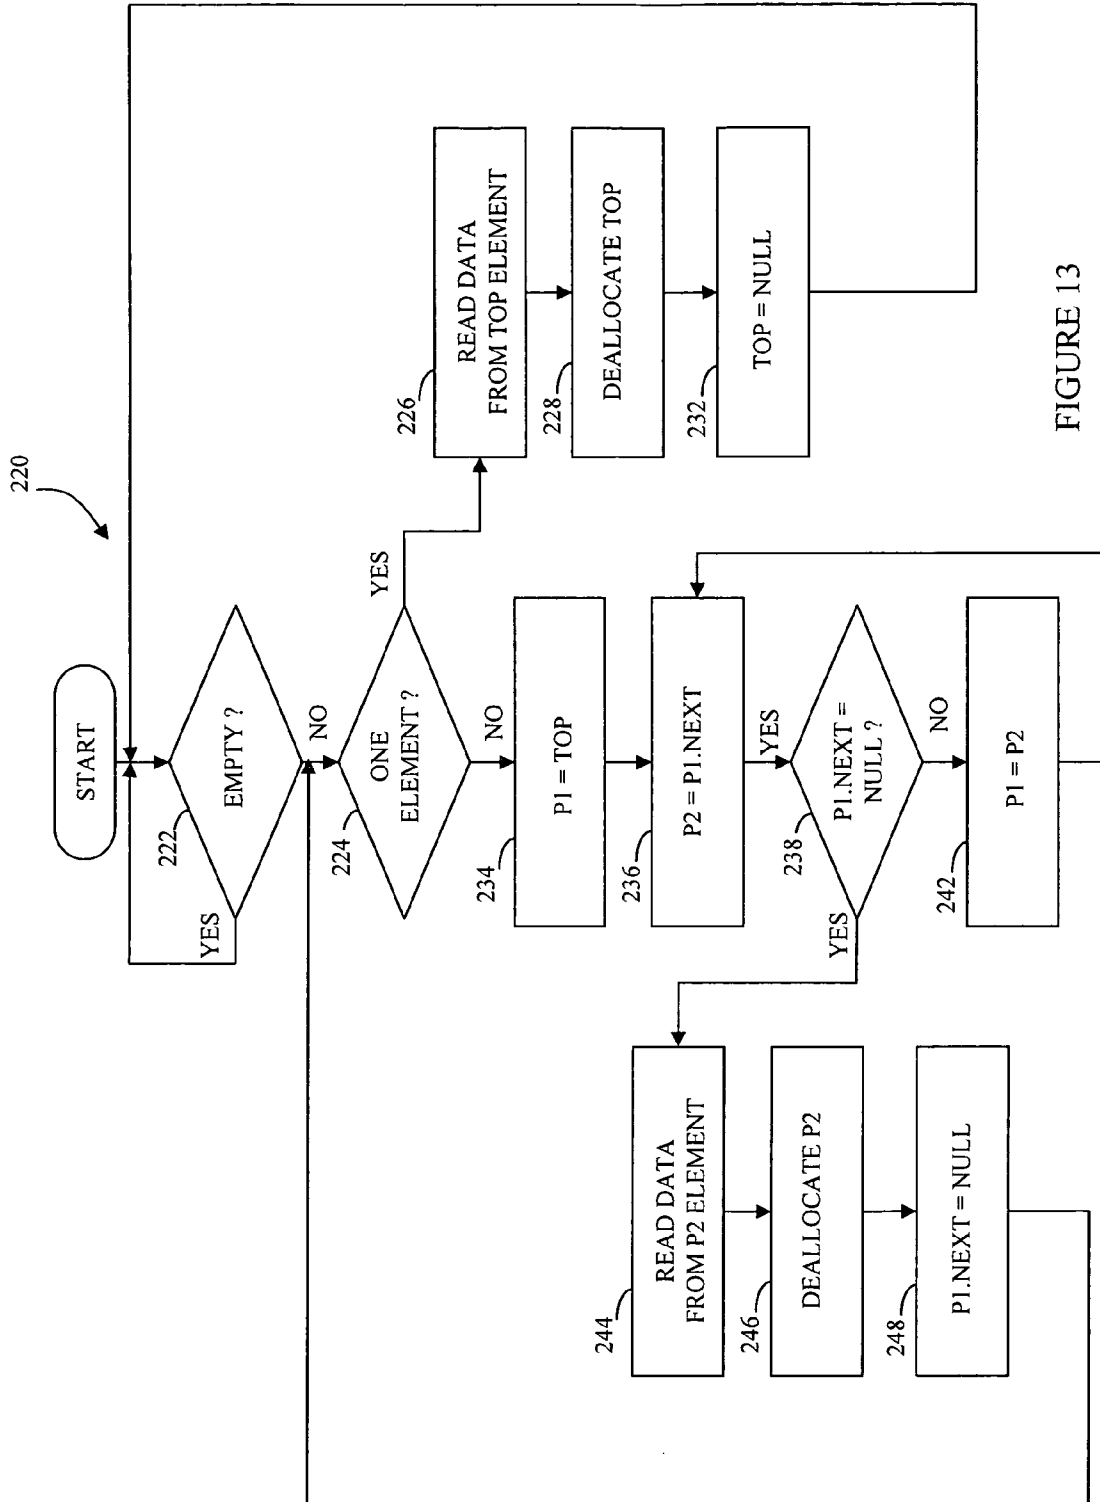 220
START
222
EMPTY ?
YES
NO
224
ONE
ELEMENT ?
YES
NO
226
READ DATA
FROM TOP ELEMENT
228
DEALLOCATE TOP
232
TOP = NULL
234
P1 = TOP
236
P2 = P1.NEXT
YES
238
P1.NEXT =
NULL ?
YES
NO
242
P1 = P2
244
READ DATA
FROM P2 ELEMENT
246
DEALLOCATE P2
248
P1.NEXT = NULL
FIGURE 13